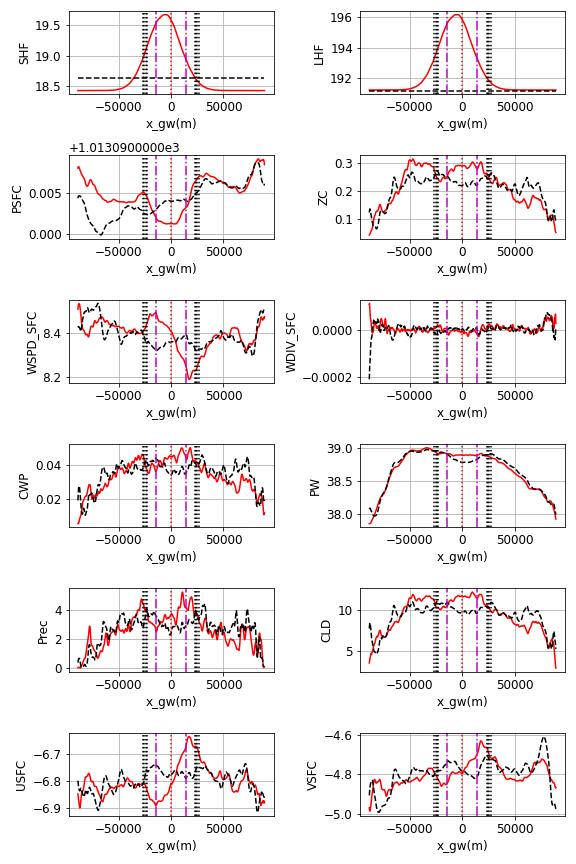 SHF
19.5
19.0
18.5
−50000 0 50000
x_gw(m)
LHF
196
194
192
−50000 0 50000
x_gw(m)
+1.0130900000e3
PSFC
0.005
0.000
−50000 0 50000
x_gw(m)
ZC
0.3
0.2
0.1
−50000 0 50000
x_gw(m)
WSPD_SFC
8.4
8.2
−50000 0 50000
x_gw(m)
WDIV_SFC
0.0000
−0.0002
−50000 0 50000
x_gw(m)
CWP
0.04
0.02
−50000 0 50000
x_gw(m)
PW
39.0
38.5
38.0
−50000 0 50000
x_gw(m)
Prec
4
2
0
−50000 0 50000
x_gw(m)
CLD
10
5
−50000 0 50000
x_gw(m)
USFC
−6.7
−6.8
−6.9
−50000 0 50000
x_gw(m)
VSFC
−4.6
−4.8
−5.0
−50000 0 50000
x_gw(m)